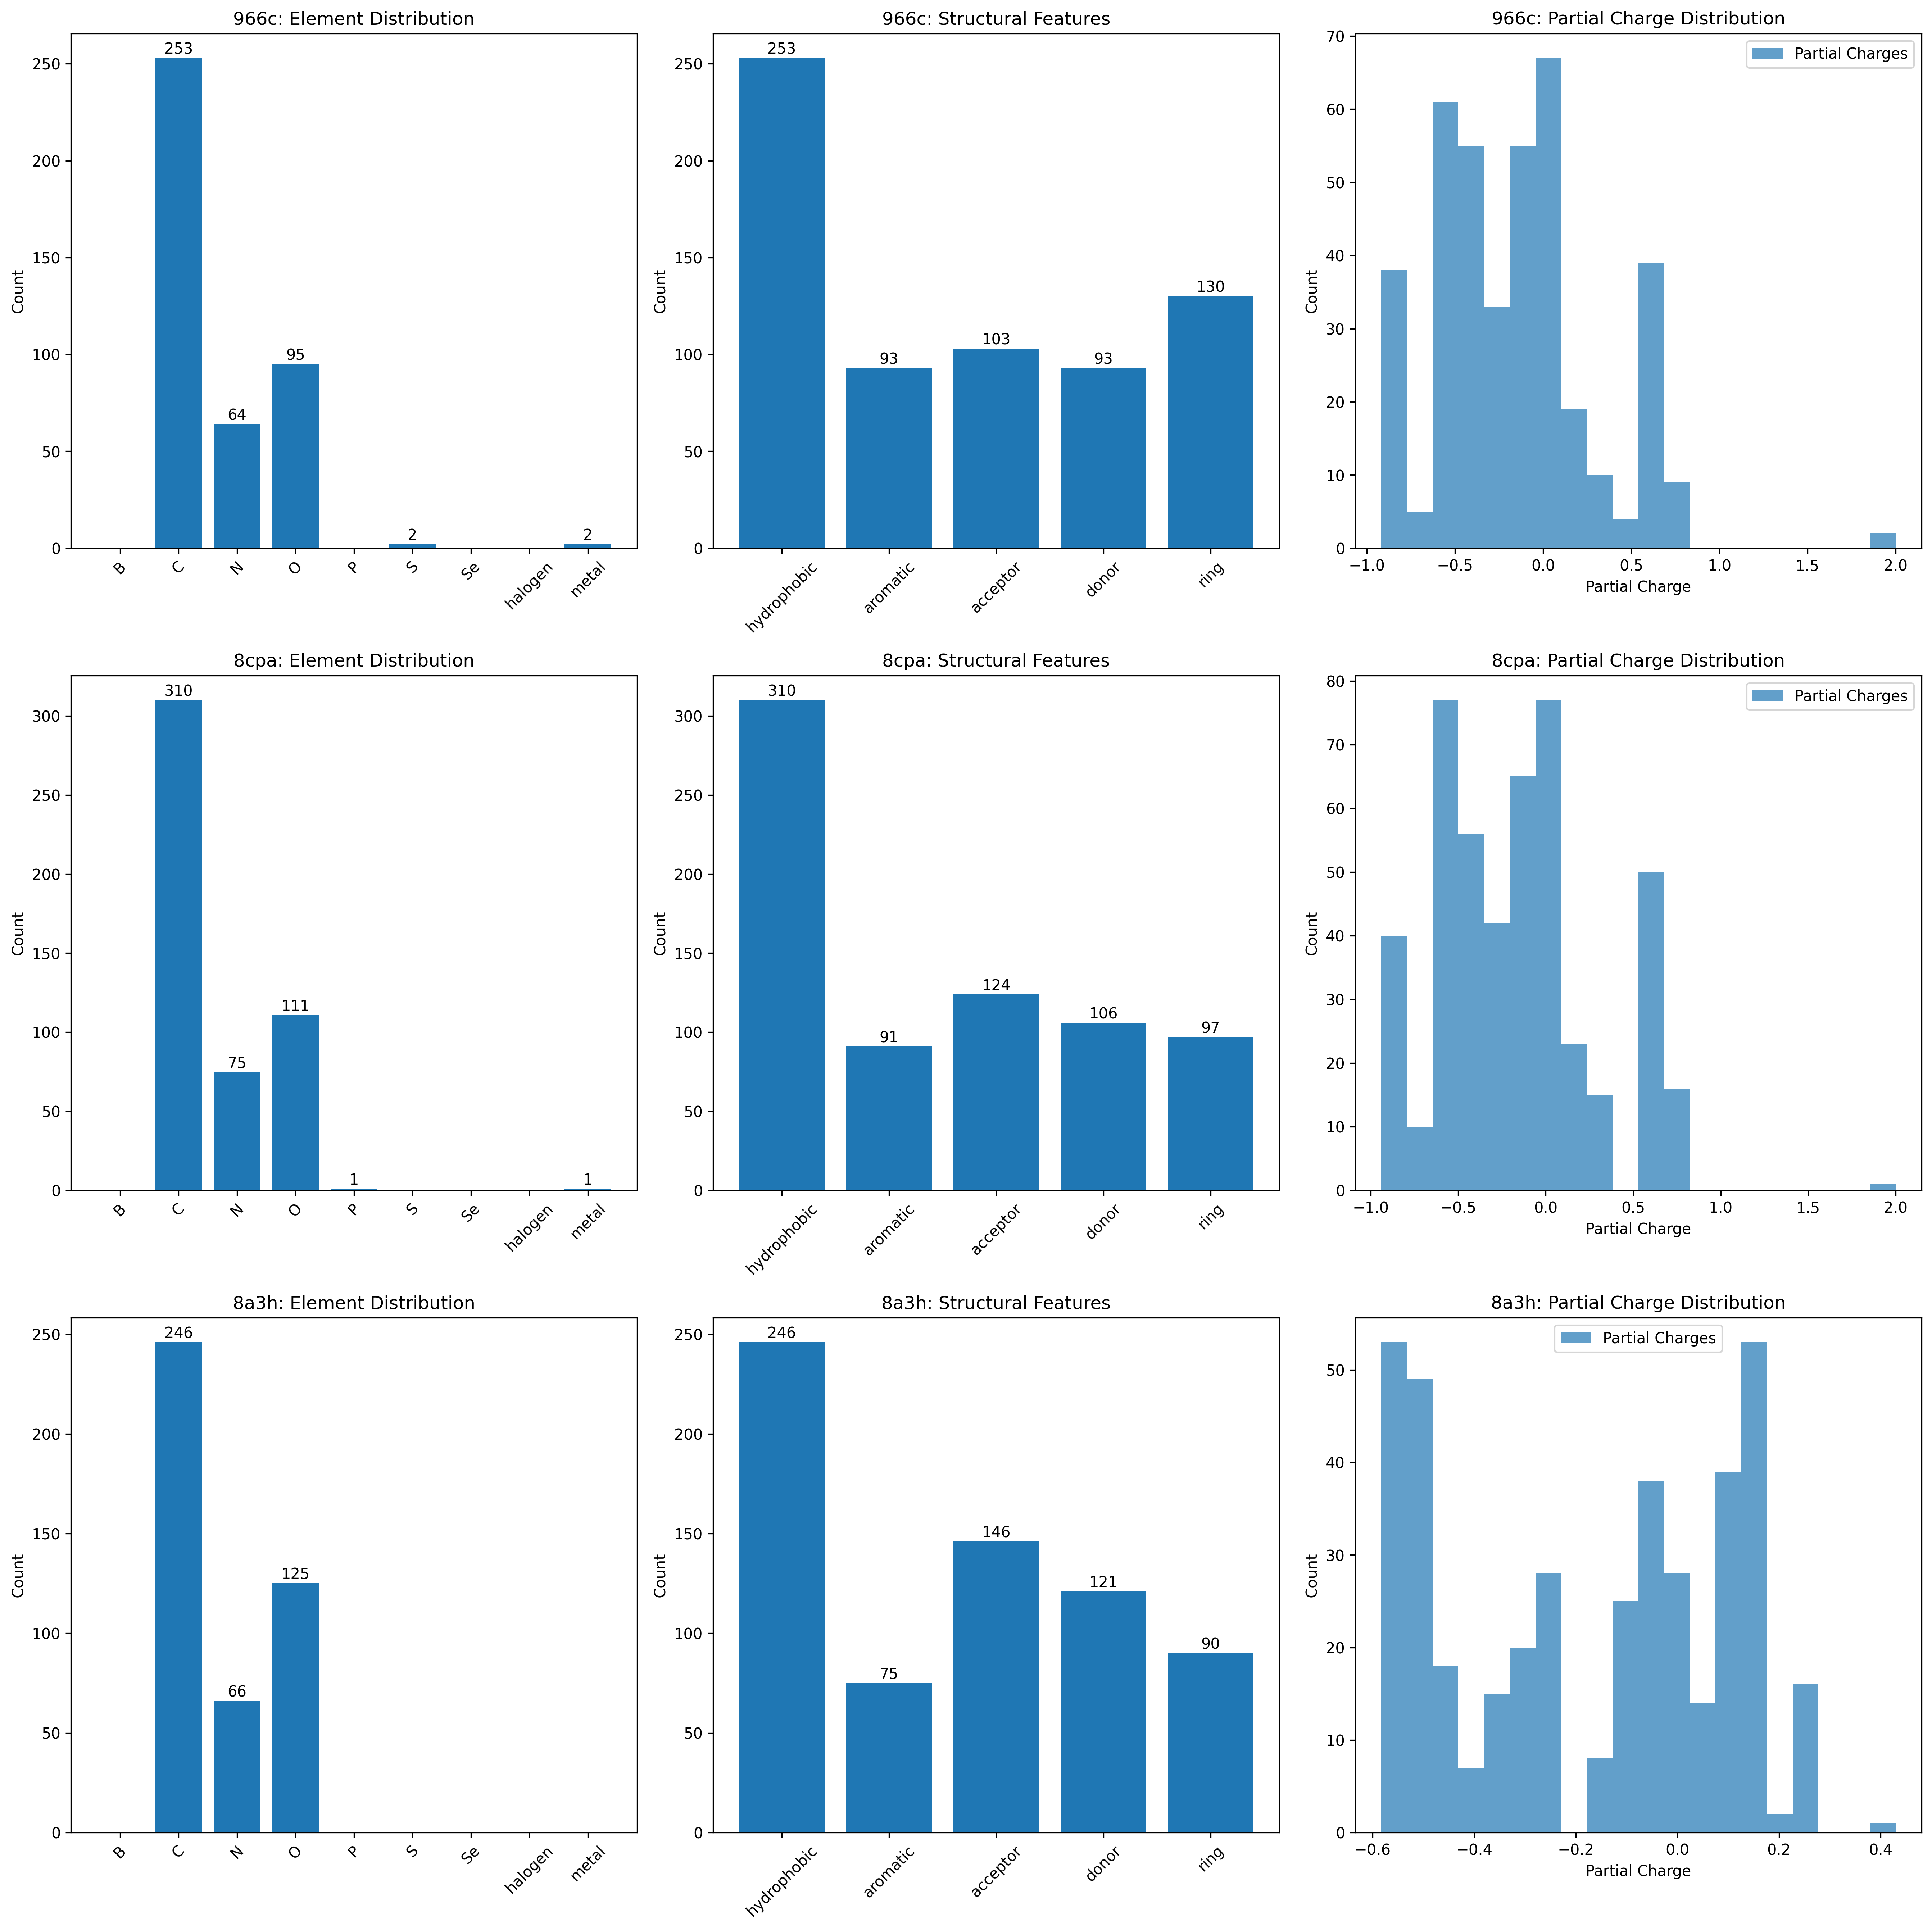 966c: Element Distribution
Count
0
50
100
150
200
250
253
64
95
2
2
B
C
N
O
P
S
Se
halogen
metal
966c: Structural Features
Count
0
50
100
150
200
250
253
93
103
93
130
hydrophobic
aromatic
acceptor
donor
ring
966c: Partial Charge Distribution
Partial Charges
Count
0
10
20
30
40
50
60
70
−1.0
−0.5
0.0
0.5
1.0
1.5
2.0
Partial Charge
8cpa: Element Distribution
Count
0
50
100
150
200
250
300
310
75
111
1
1
B
C
N
O
P
S
Se
halogen
metal
8cpa: Structural Features
Count
0
50
100
150
200
250
300
310
91
124
106
97
hydrophobic
aromatic
acceptor
donor
ring
8cpa: Partial Charge Distribution
Partial Charges
Count
0
10
20
30
40
50
60
70
80
−1.0
−0.5
0.0
0.5
1.0
1.5
2.0
Partial Charge
8a3h: Element Distribution
Count
0
50
100
150
200
250
246
66
125
B
C
N
O
P
S
Se
halogen
metal
8a3h: Structural Features
Count
0
50
100
150
200
250
246
75
146
121
90
hydrophobic
aromatic
acceptor
donor
ring
8a3h: Partial Charge Distribution
Partial Charges
Count
0
10
20
30
40
50
−0.6
−0.4
−0.2
0.0
0.2
0.4
Partial Charge